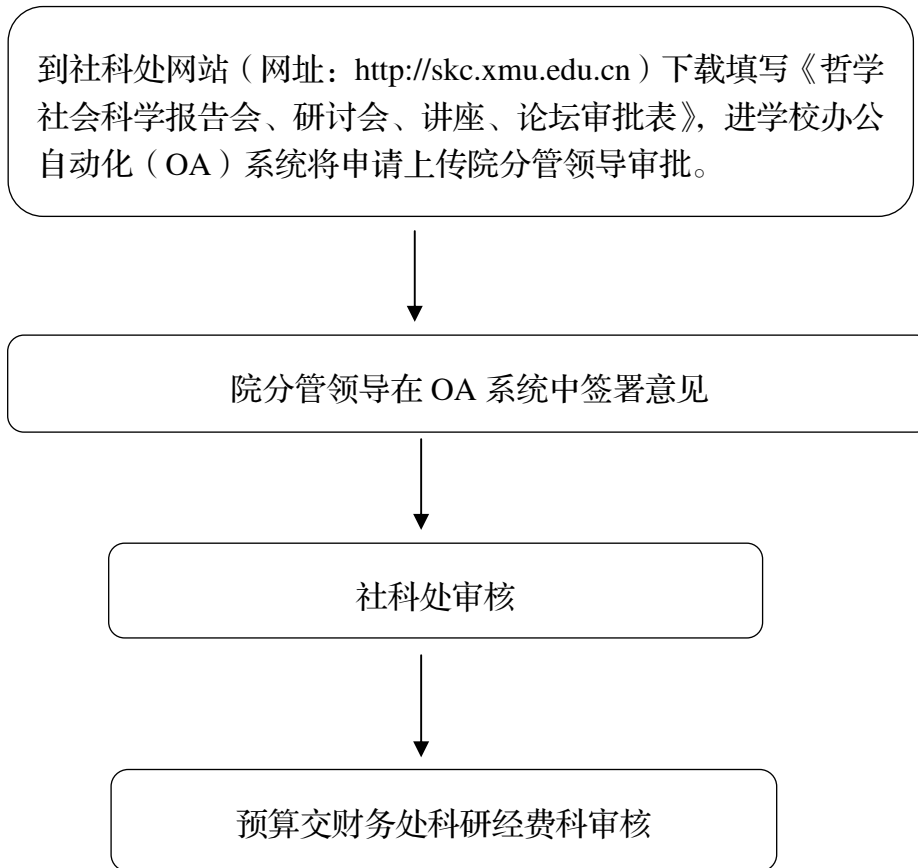 到社科处网站（网址：http://skc.xmu.edu.cn）下载填写《哲学
社会科学报告会、研讨会、讲座、论坛审批表》，进学校办公
自动化（OA）系统将申请上传院分管领导审批。
院分管领导在 OA 系统中签署意见
社科处审核
预算交财务处科研经费科审核